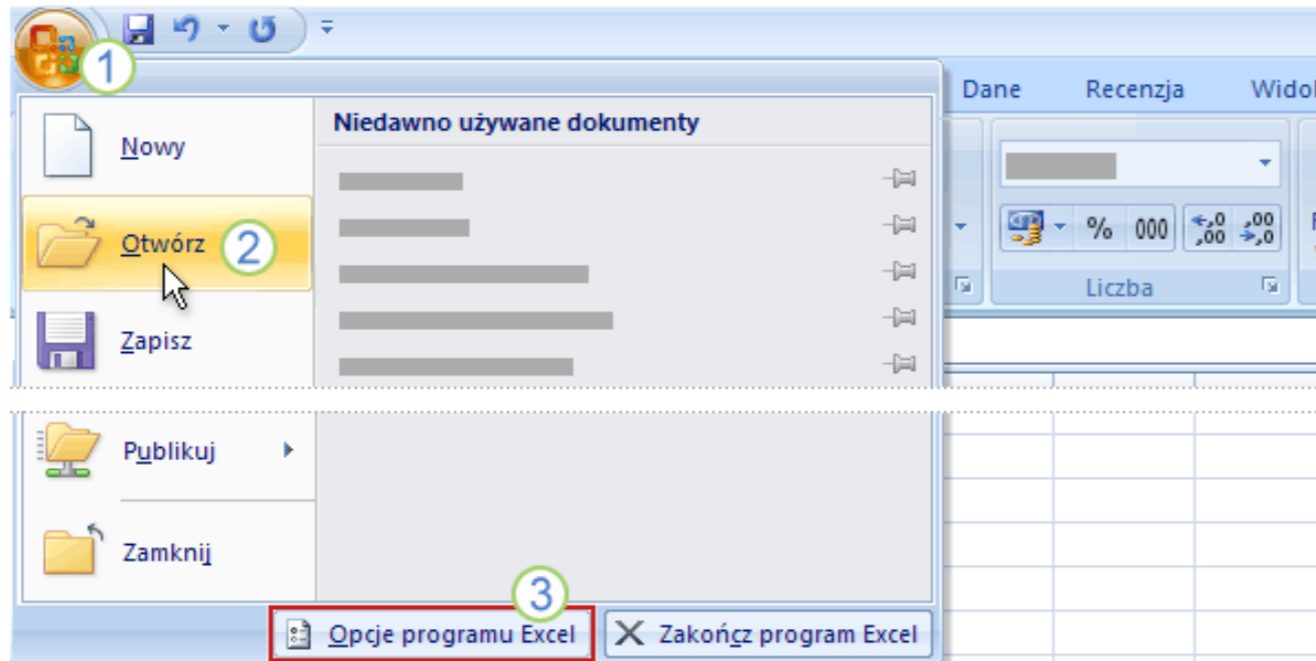 1
Dane Recenzja
Niedawno używane dokumenty
Nowy
Otwórz 2
% 000 ,0 ,00 ,00 ,0
Liczba
Zapisz
Publikuj
Zamknij
3
Opcje programu Excel Zakończ program Excel